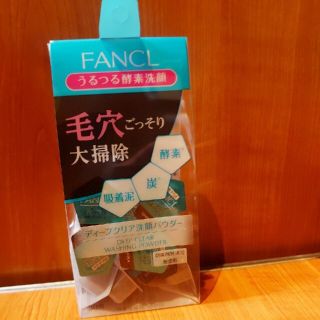 FANCL
うるつる酵素洗顔
毛穴ごっそり
大掃除
酵素
炭
吸着泥
ディープクリア洗顔パウダー
DEEP CLEAR
WASHING POWDER